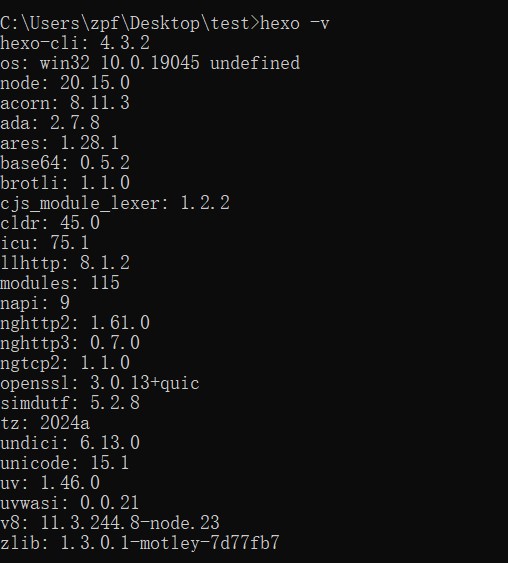 C:\Users\zpf\Desktop\test>hexo -v
hexo-cli: 4.3.2
os: win32 10.0.19045 undefined
node: 20.15.0
acorn: 8.11.3
ada: 2.7.8
ares: 1.28.1
base64: 0.5.2
brotli: 1.1.0
cjs_module_lexer: 1.2.2
cldr: 45.0
icu: 75.1
llhttp: 8.1.2
modules: 115
napi: 9
nghttp2: 1.61.0
nghttp3: 0.7.0
ngtcp2: 1.1.0
openssl: 3.0.13+quic
simdutf: 5.2.8
tz: 2024a
undici: 6.13.0
unicode: 15.1
uv: 1.46.0
uvwasi: 0.0.21
v8: 11.3.244.8-node.23
zlib: 1.3.0.1-motley-7d77fb7